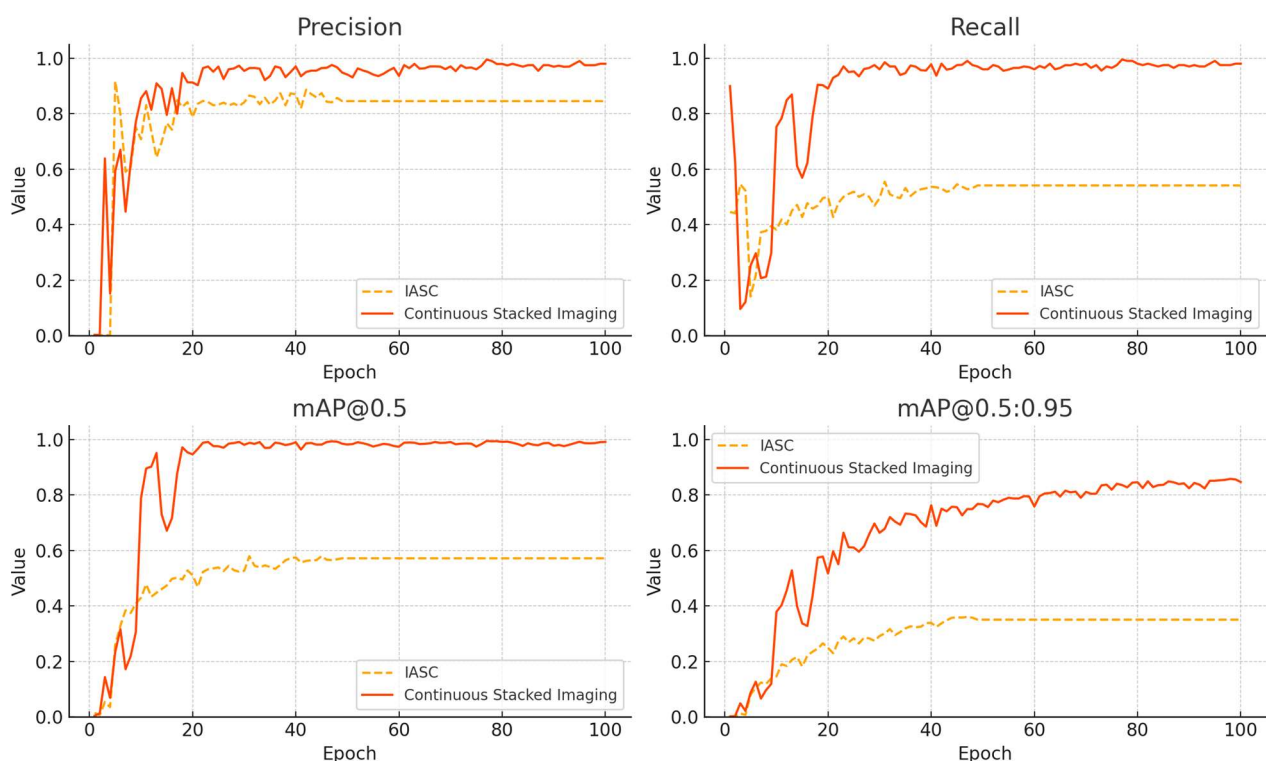 Precision
Value
1.0
0.8
0.6
0.4
0.2
0.0
IASC
Continuous Stacked Imaging
0 20 40 60 80 100
Epoch
Recall
Value
1.0
0.8
0.6
0.4
0.2
0.0
IASC
Continuous Stacked Imaging
0 20 40 60 80 100
Epoch
mAP@0.5
Value
1.0
0.8
0.6
0.4
0.2
0.0
IASC
Continuous Stacked Imaging
0 20 40 60 80 100
Epoch
mAP@0.5:0.95
Value
1.0
0.8
0.6
0.4
0.2
0.0
IASC
Continuous Stacked Imaging
0 20 40 60 80 100
Epoch